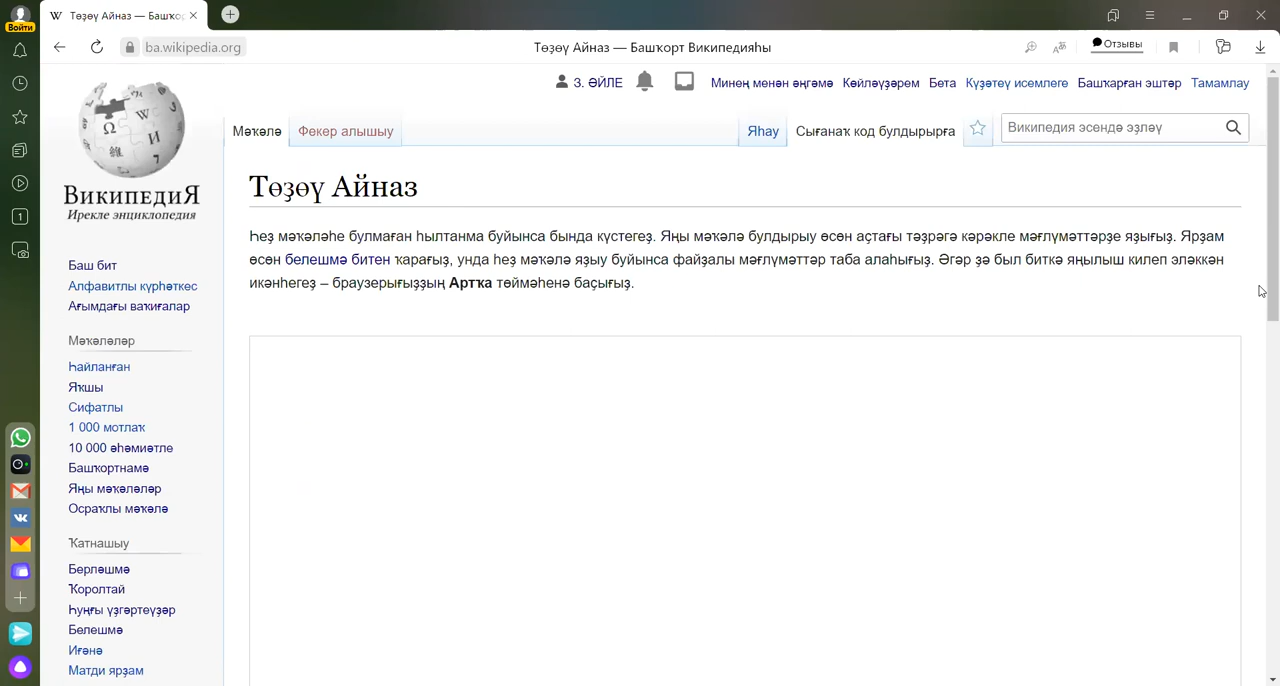 Войти
Төҙөү Айназ — Башкор
ba.wikipedia.org
Төҙөү Айназ — Башҡорт Википедияһы
Отзывы
З. ӘЙЛЕ
Минең менән әңгәмә
Көйләүҙәрем
Бета
Күҙәтеү исемлеге
Башҡарған эштәр
Тамамлау
Мәҡәлә
Фекер алышыу
Яһау
Сығанаҡ код булдырырға
Википедия эсендә эҙләү
ВикипедиЯ
Ирекле энциклопедия
Төҙөү Айназ
Һеҙ мәҡәләһе булмаған һылтанма буйынса бында күстегеҙ. Яңы мәҡәлә булдырыу өсөн аҫтағы тәҙрәгә кәрәкле мәғлүмәттәрҙе яҙығыҙ. Ярҙам
өсөн белешмә битен ҡарағыҙ, унда һеҙ мәҡәлә яҙыу буйынса файҙалы мәғлүмәттәр таба алаһығыҙ. Әгәр ҙә был биткә яңылыш килеп эләккән
икәнһегеҙ – браузерығыҙҙың Артҡа төймәһенә баҫығыҙ.
Баш бит
Алфавитлы күрһәткес
Ағымдағы ваҡиғалар
Мәҡәләләр
Һайланған
Яҡшы
Сифатлы
1 000 мотлаҡ
10 000 әһәмиәтле
Башҡортнамә
Яңы мәҡәләләр
Осраҡлы мәҡәлә
Ҡатнашыу
Берләшмә
Ҡоролтай
Һуңғы үҙгәртеүҙәр
Белешмә
Иғәнә
Матди ярҙам